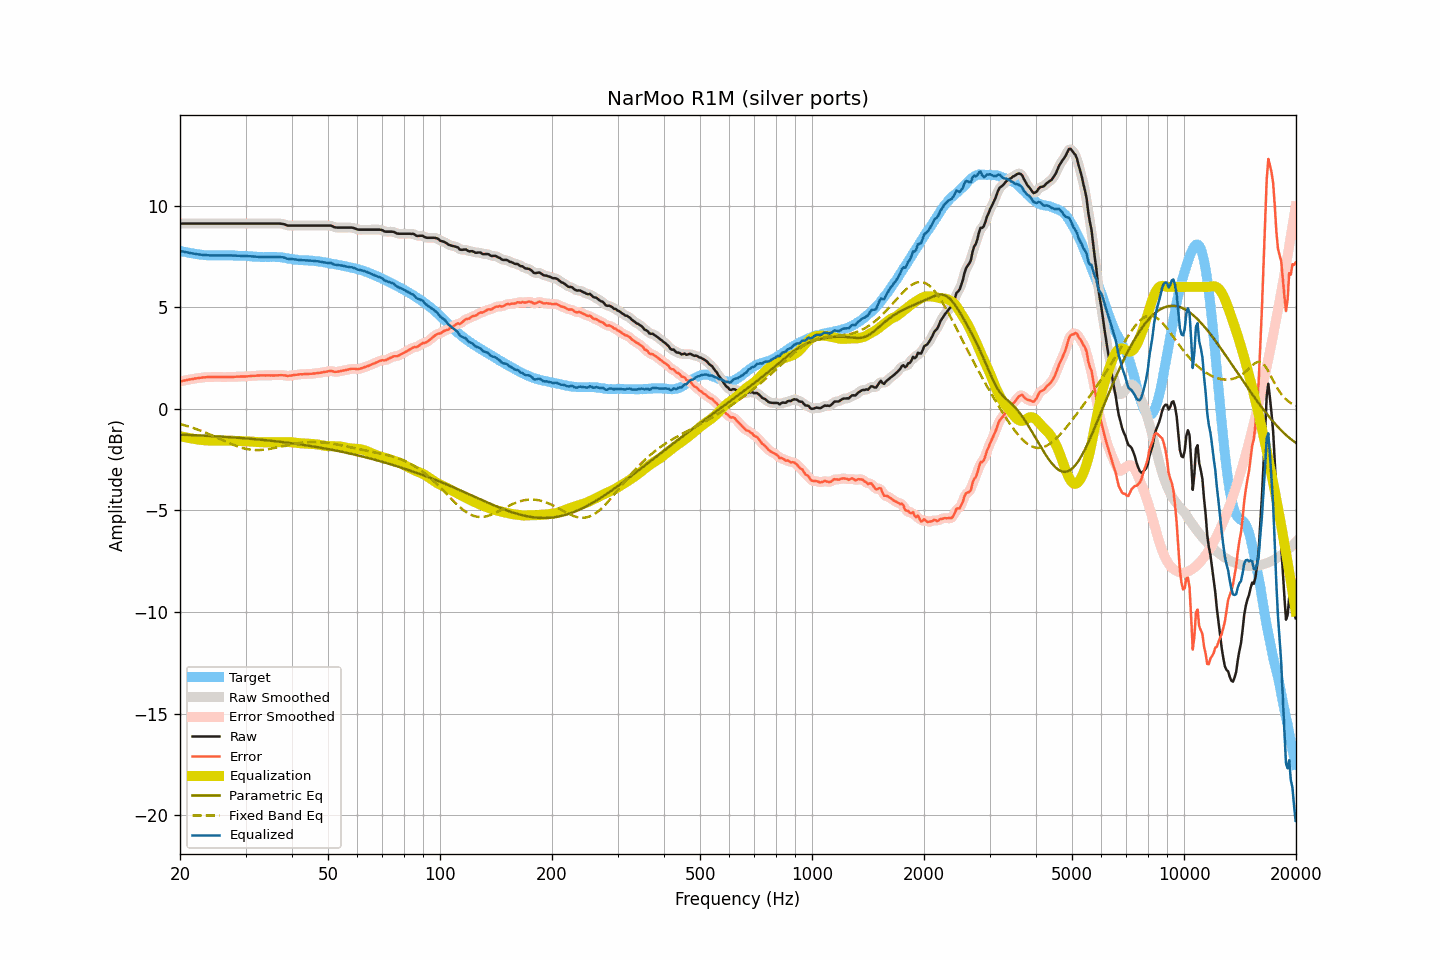 NarMoo R1M (silver ports)
Amplitude (dBr)
10
5
0
−5
−10
−15
−20
Target
Raw Smoothed
Error Smoothed
Raw
Error
Equalization
Parametric Eq
Fixed Band Eq
Equalized
20 50 100 200 500 1000 2000 5000 10000 20000
Frequency (Hz)